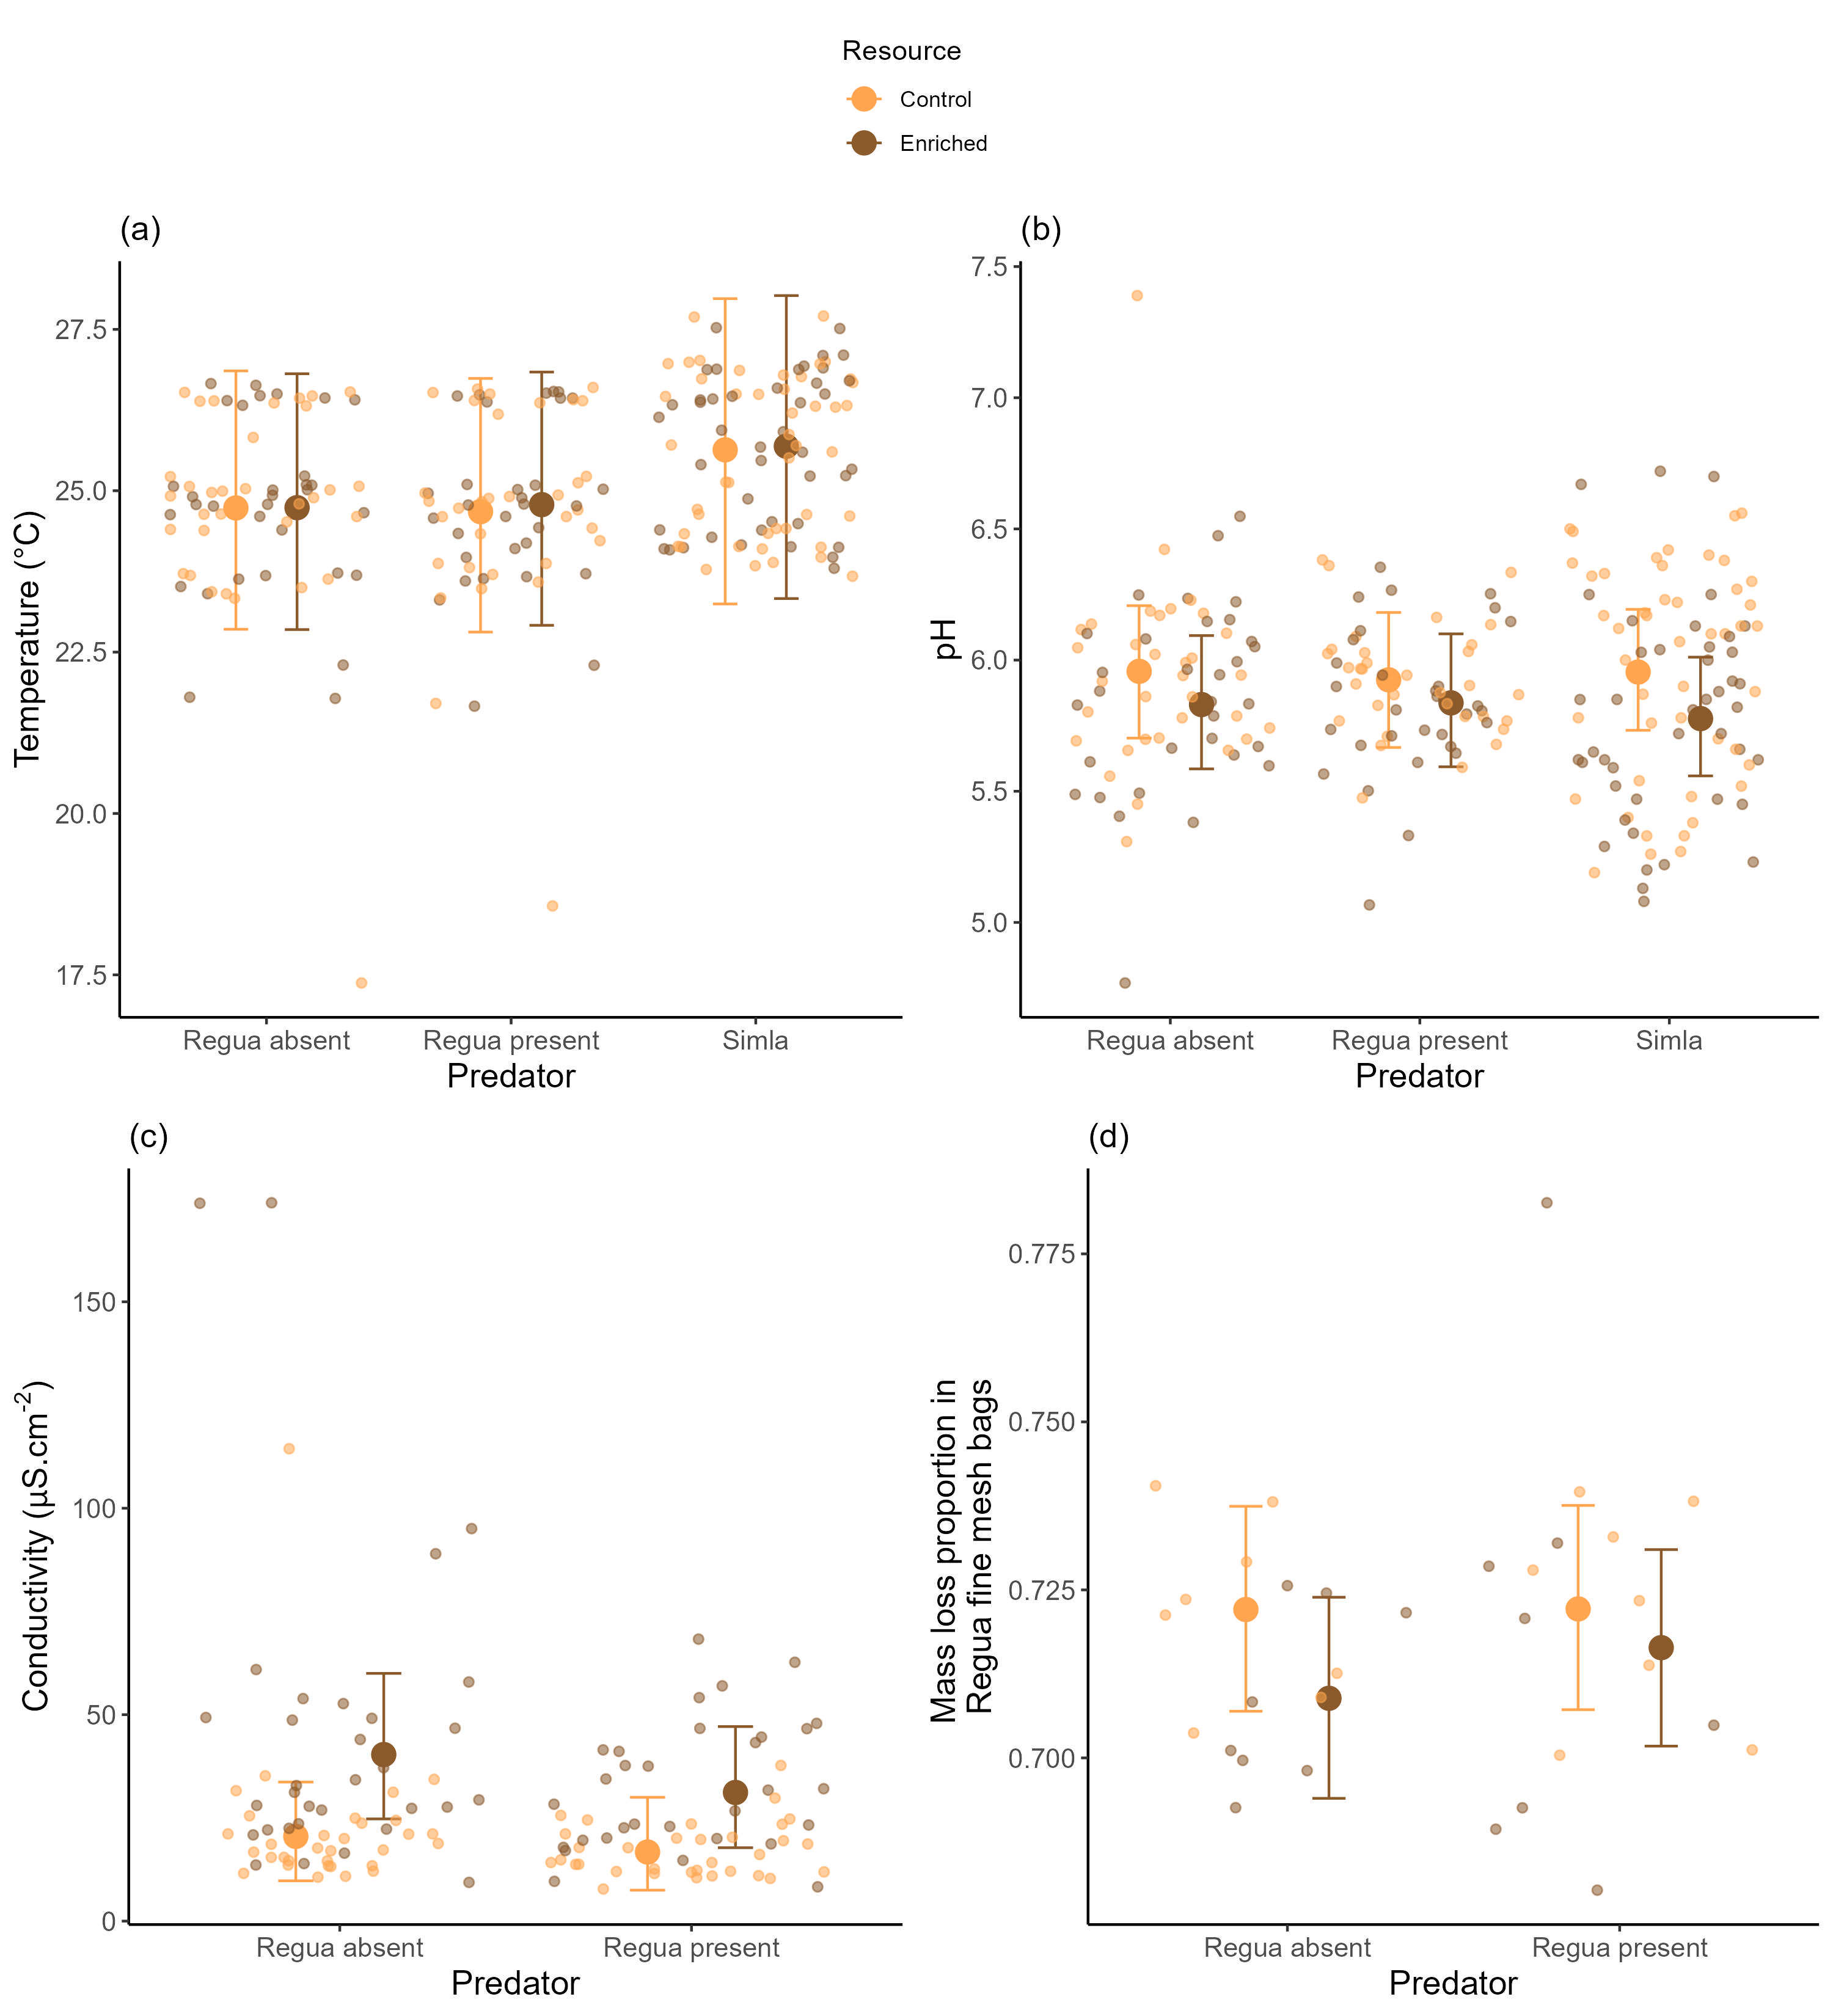 Resource
Control
Enriched
(a)
27.5
25.0
22.5
20.0
17.5
Temperature (°C)
Regua absent
Regua present
Simla
Predator
(b)
7.5
7.0
6.5
6.0
5.5
5.0
pH
Regua absent
Regua present
Simla
Predator
(c)
150
100
50
0
Conductivity (µS.cm⁻²)
Regua absent
Regua present
Predator
(d)
0.775
0.750
0.725
0.700
Mass loss proportion in
Regua fine mesh bags
Regua absent
Regua present
Predator